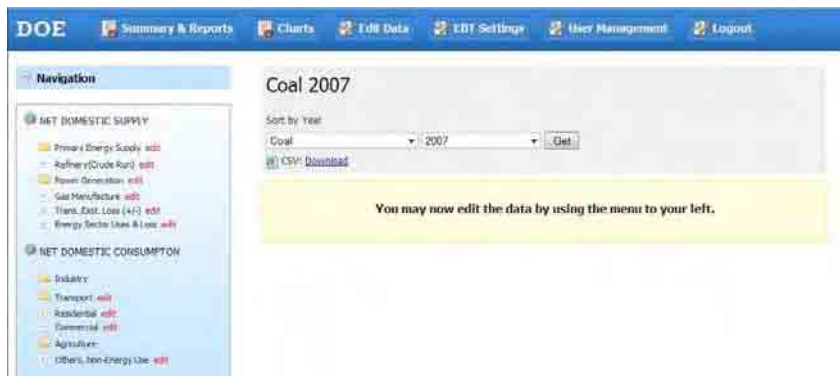 DOE Summary & Reports Charts Edit Data EBT Settings User Management Logout
Navigation
NET DOMESTIC SUPPLY
Primary Energy Supply edit
Refinery(Crude Run) edit
Power Generation edit
Gas Manufacture edit
Trans./Dist. Loss (+/-) edit
Energy Sector Uses & Loss edit
NET DOMESTIC CONSUMPTON
Industry
Transport edit
Residential edit
Commercial edit
Agriculture
Others, Non-Energy Use edit
Coal 2007
Sort by Year
Coal 2007 Get
CSV: Download
You may now edit the data by using the menu to your left.